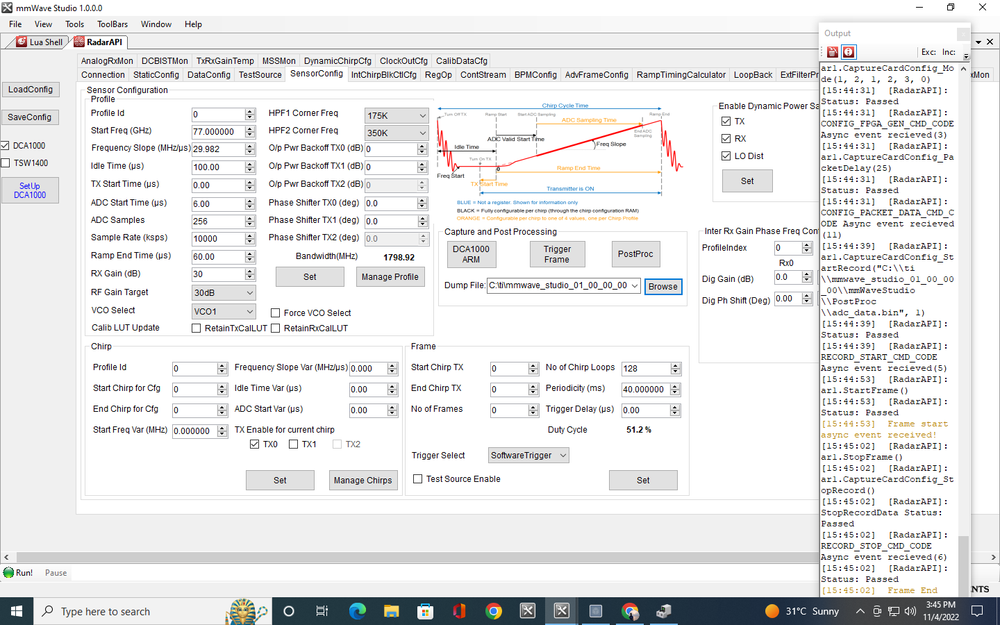 mmWave Studio 1.0.0.0
File View Tools ToolBars Window Help
Lua Shell RadarAPI
AnalogRxMon DCBISTMon TxRxGainTemp MSSMon DynamicChirpCfg ClockOutCfg CalibDataCfg
Connection StaticConfig DataConfig TestSource SensorConfig IntChirpBlkCtlCfg RegOp ContStream BPMConfig AdvFrameConfig RampTimingCalculator LoopBack ExtFilterPr xMon
LoadConfig
SaveConfig
DCA1000
TSW1400
SetUp
DCA1000
Sensor Configuration
Profile
Profile Id 0 HPF1 Corner Freq 175K
Start Freq (GHz) 77.000000 HPF2 Corner Freq 350K
Frequency Slope (MHz/µs) 29.982 O/p Pwr Backoff TX0 (dB) 0
Idle Time (µs) 100.00 O/p Pwr Backoff TX1 (dB) 0
TX Start Time (µs) 0.00 O/p Pwr Backoff TX2 (dB) 0
ADC Start Time (µs) 6.00 Phase Shifter TX0 (deg) 0.0
ADC Samples 256 Phase Shifter TX1 (deg) 0.0
Sample Rate (ksps) 10000 Phase Shifter TX2 (deg) 0.0
Ramp End Time (µs) 60.00 Bandwidth(MHz) 1798.92
RX Gain (dB) 30 Set Manage Profile
RF Gain Target 30dB
VCO Select VCO1 Force VCO Select
Calib LUT Update RetainTxCalLUT RetainRxCalLUT
Chirp Cycle Time
Turn Off TX Ramp Start Start ADC Sampling Ramp End
ADC Sampling Time
End ADC
Sampling
ADC Valid Start Time
Idle Time
Freq Slope
Turn On TX
0
Ramp End Time
Freq Start
TX Start Time
Transmitter is ON
BLUE = Not a register. Shown for information only
BLACK = Fully configurable per chirp (through the chirp configuration RAM)
ORANGE = Configurable per chirp to one of 4 values, one per Chirp Profile
Capture and Post Processing
DCA1000
ARM
Trigger
Frame
PostProc
Dump File: C:\ti\mmwave_studio_01_00_00_00 Browse
Enable Dynamic Power Sa
TX
RX
LO Dist
Set
Inter Rx Gain Phase Freq Cont
ProfileIndex 0
Rx0
Dig Gain (dB) 0.0
Dig Ph Shift (Deg) 0.00
Chirp
Profile Id 0 Frequency Slope Var (MHz/µs) 0.000
Start Chirp for Cfg 0 Idle Time Var (µs) 0.00
End Chirp for Cfg 0 ADC Start Var (µs) 0.00
Start Freq Var (MHz) 0.000000 TX Enable for current chirp
TX0 TX1 TX2
Set Manage Chirps
Frame
Start Chirp TX 0 No of Chirp Loops 128
End Chirp TX 0 Periodicity (ms) 40.000000
No of Frames 0 Trigger Delay (µs) 0.00
Duty Cycle 51.2 %
Trigger Select SoftwareTrigger
Test Source Enable Set
Output
Exc: Inc:
ar1.CaptureCardConfig_Mo
de(1, 2, 1, 2, 3, 0)
[15:44:31] [RadarAPI]:
Status: Passed
[15:44:31] [RadarAPI]:
CONFIG_FPGA_GEN_CMD_CODE
Async event recieved(3)
[15:44:31] [RadarAPI]:
ar1.CaptureCardConfig_Pa
cketDelay(25)
[15:44:31] [RadarAPI]:
Status: Passed
[15:44:31] [RadarAPI]:
CONFIG_PACKET_DATA_CMD_C
ODE Async event recieved
(11)
[15:44:39] [RadarAPI]:
ar1.CaptureCardConfig_St
artRecord("C:\\ti
\\mmwave_studio_01_00_00
_00\\mmWaveStudio
\\PostProc
\\adc_data.bin", 1)
[15:44:39] [RadarAPI]:
Status: Passed
[15:44:39] [RadarAPI]:
RECORD_START_CMD_CODE
Async event recieved(5)
[15:44:53] [RadarAPI]:
ar1.StartFrame()
[15:44:53] [RadarAPI]:
Status: Passed
[15:44:53] Frame start
async event received!
[15:45:02] [RadarAPI]:
ar1.StopFrame()
[15:45:02] [RadarAPI]:
ar1.CaptureCardConfig_St
opRecord()
[15:45:02] [RadarAPI]:
StopRecordData Status:
Passed
[15:45:02] [RadarAPI]:
RECORD_STOP_CMD_CODE
Async event recieved(6)
[15:45:02] [RadarAPI]:
Status: Passed
[15:45:02] Frame End
Run! Pause
NTS
Type here to search
31°C Sunny
3:45 PM
11/4/2022